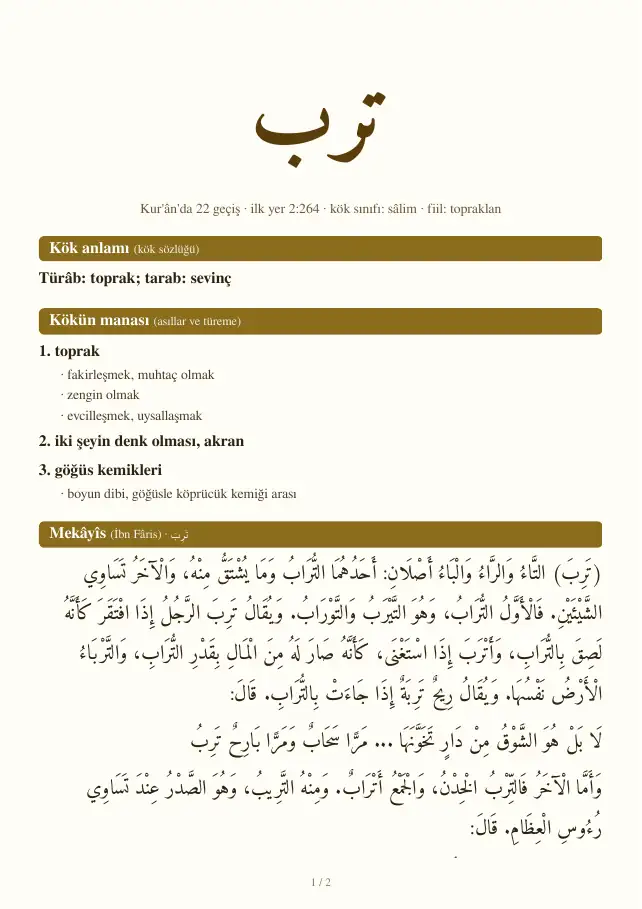 ترب
Kur'ân'da 22 geçiş · ilk yer 2:264 · kök sınıfı: sâlim · fiil: topraklan
Kök anlamı (kök sözlüğü)
Türâb: toprak; tarab: sevinç
Kökün manası (asıllar ve türeme)
1. toprak
· fakirleşmek, muhtaç olmak
· zengin olmak
· evcilleşmek, uysallaşmak
2. iki şeyin denk olması, akran
3. göğüs kemikleri
· boyun dibi, göğüsle köprücük kemiği arası
Mekâyîs (İbn Fâris) · تَرِبَ
(تَرِبَ) التَّاءُ وَالرَّاءُ وَالْبَاءُ أَصْلَانِ: أَحَدُهُمَا التُّرَابُ وَمَا يُشْتَقُّ مِنْهُ، وَالْآخَرُ تَسَاوِي
الشَّيْئَيْنِ. فَالْأَوَّلُ التُّرَابُ، وَهُوَ التَّيْرَبُ وَالتَّوْرَابُ. وَيُقَالُ تَرِبَ الرَّجُلُ إِذَا افْتَقَرَ كَأَنَّهُ
لَصِقَ بِالتُّرَابِ، وَأَتْرَبَ إِذَا اسْتَغْنَى، كَأَنَّهُ صَارَ لَهُ مِنَ الْمَالِ بِقَدْرِ التُّرَابِ، وَالتَّرْبَاءُ
الْأَرْضُ نَفْسُهَا. وَيُقَالُ رِيحٌ تَرِبَةٌ إِذَا جَاءَتْ بِالتُّرَابِ. قَالَ:
لَا بَلْ هُوَ الشَّوْقُ مِنْ دَارٍ تَخَوَّنَهَا ... مَرًّا سَحَابٌ وَمَرًّا بَارِحٌ تَرِبُ
وَأَمَّا الْآخَرُ فَالتِّرْبُ الْخِدْنُ، وَالْجَمْعُ أَتْرَابٌ. وَمِنْهُ التَّرِيبُ، وَهُوَ الصَّدْرُ عِنْدَ تَسَاوِي
رُءُوسِ الْعِظَامِ. قَالَ:
1 / 2